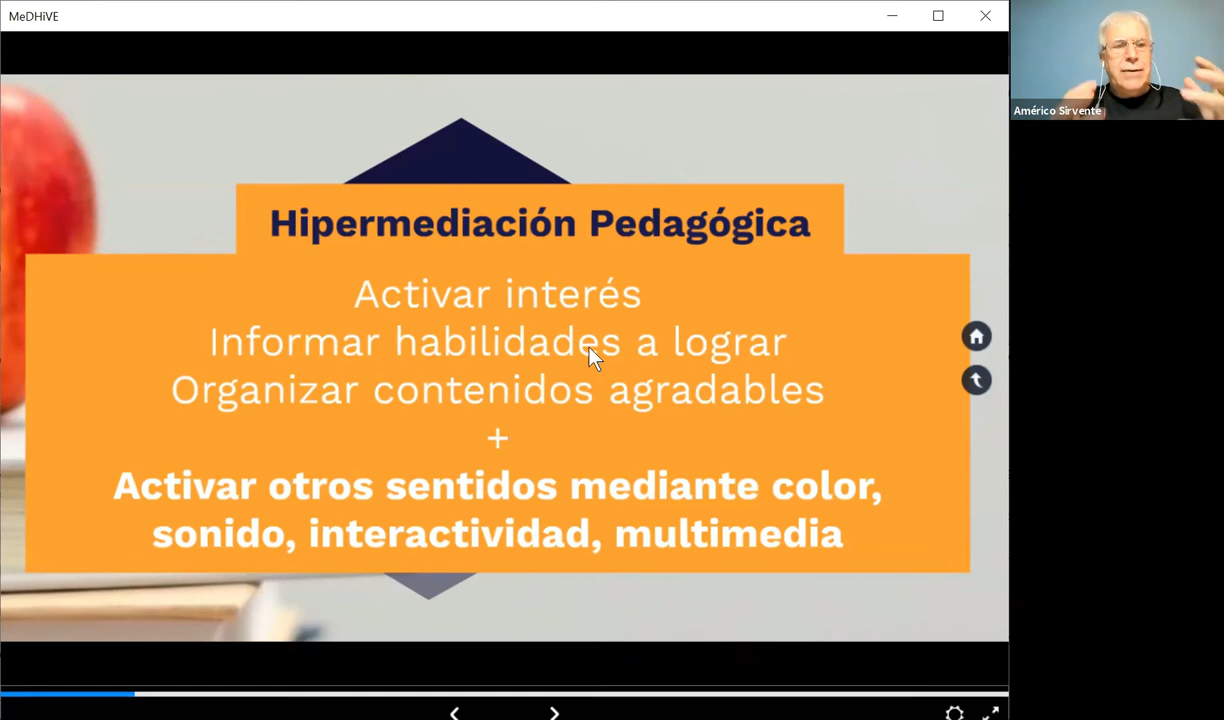 MeDHiVE
Américo Sirvente
Hipermediación Pedagógica
Activar interés
Informar habilidades a lograr
Organizar contenidos agradables
+
Activar otros sentidos mediante color,
sonido, interactividad, multimedia